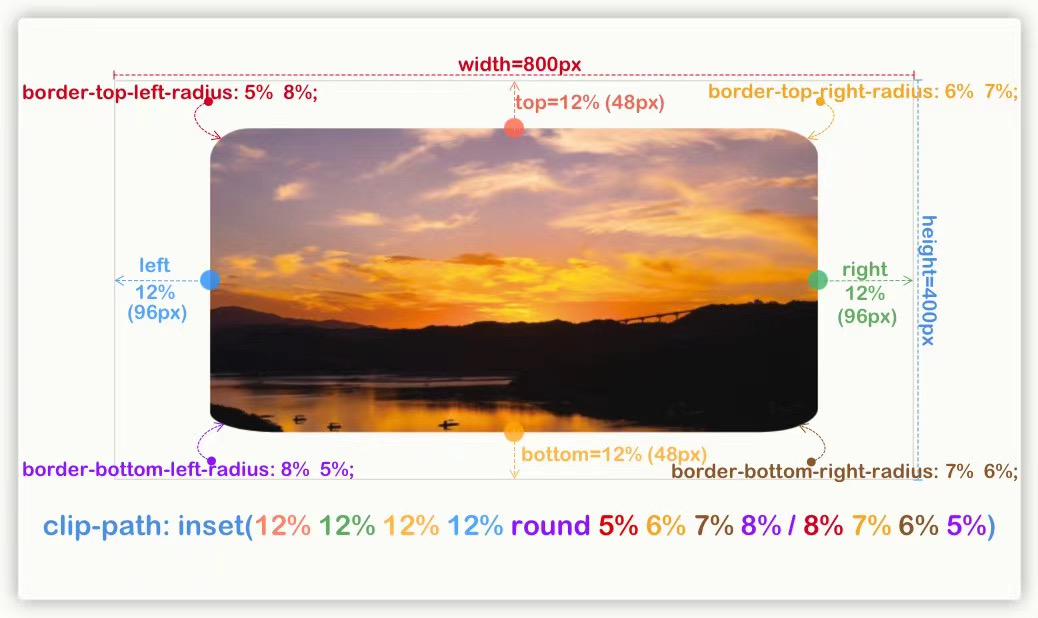 width=800px
border-top-left-radius: 5% 8%;
border-top-right-radius: 6% 7%;
top=12% (48px)
height=400px
left
12%
(96px)
right
12%
(96px)
bottom=12% (48px)
border-bottom-left-radius: 8% 5%;
border-bottom-right-radius: 7% 6%;
clip-path: inset(12% 12% 12% 12% round 5% 6% 7% 8% / 8% 7% 6% 5%)